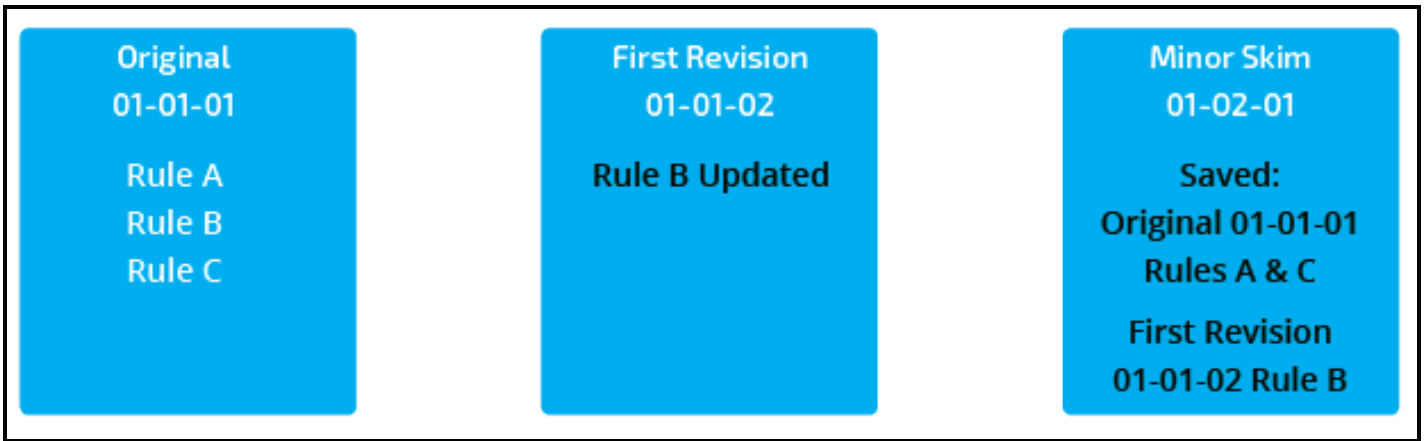 Original
01-01-01
Rule A
Rule B
Rule C
First Revision
01-01-02
Rule B Updated
Minor Skim
01-02-01
Saved:
Original 01-01-01
Rules A & C
First Revision
01-01-02 Rule B